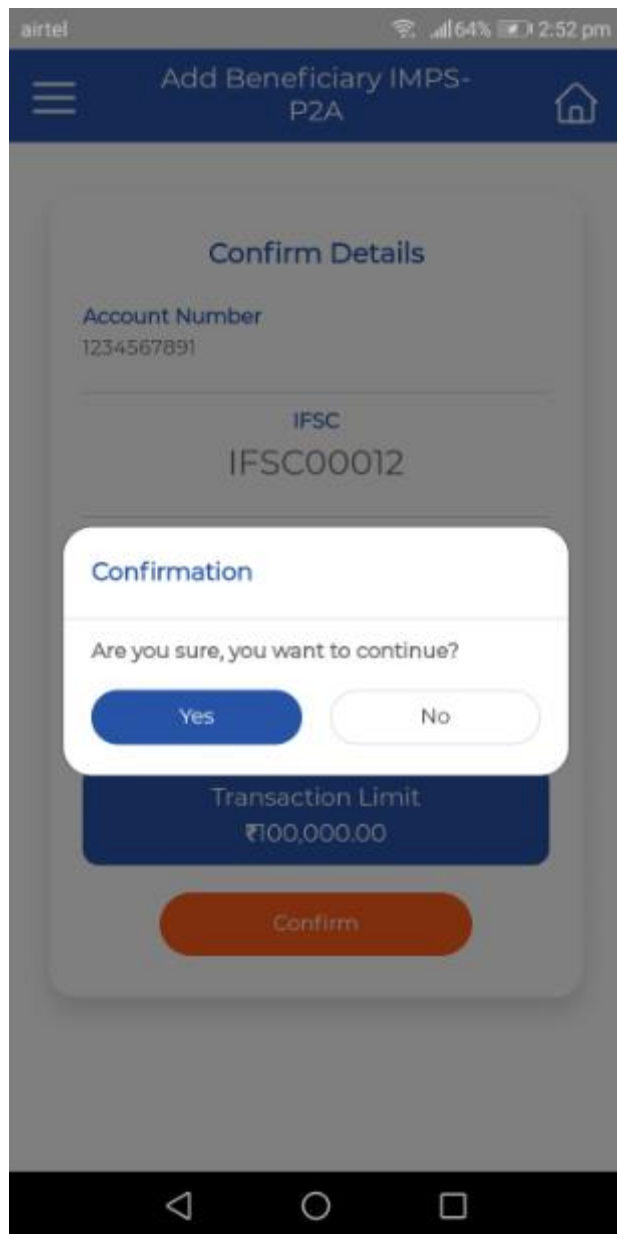 airtel 64% 2:52 pm
Add Beneficiary IMPS-
P2A
Confirm Details
Account Number
1234567891
IFSC
IFSC00012
Confirmation
Are you sure, you want to continue?
Yes No
Transaction Limit
₹100,000.00
Confirm